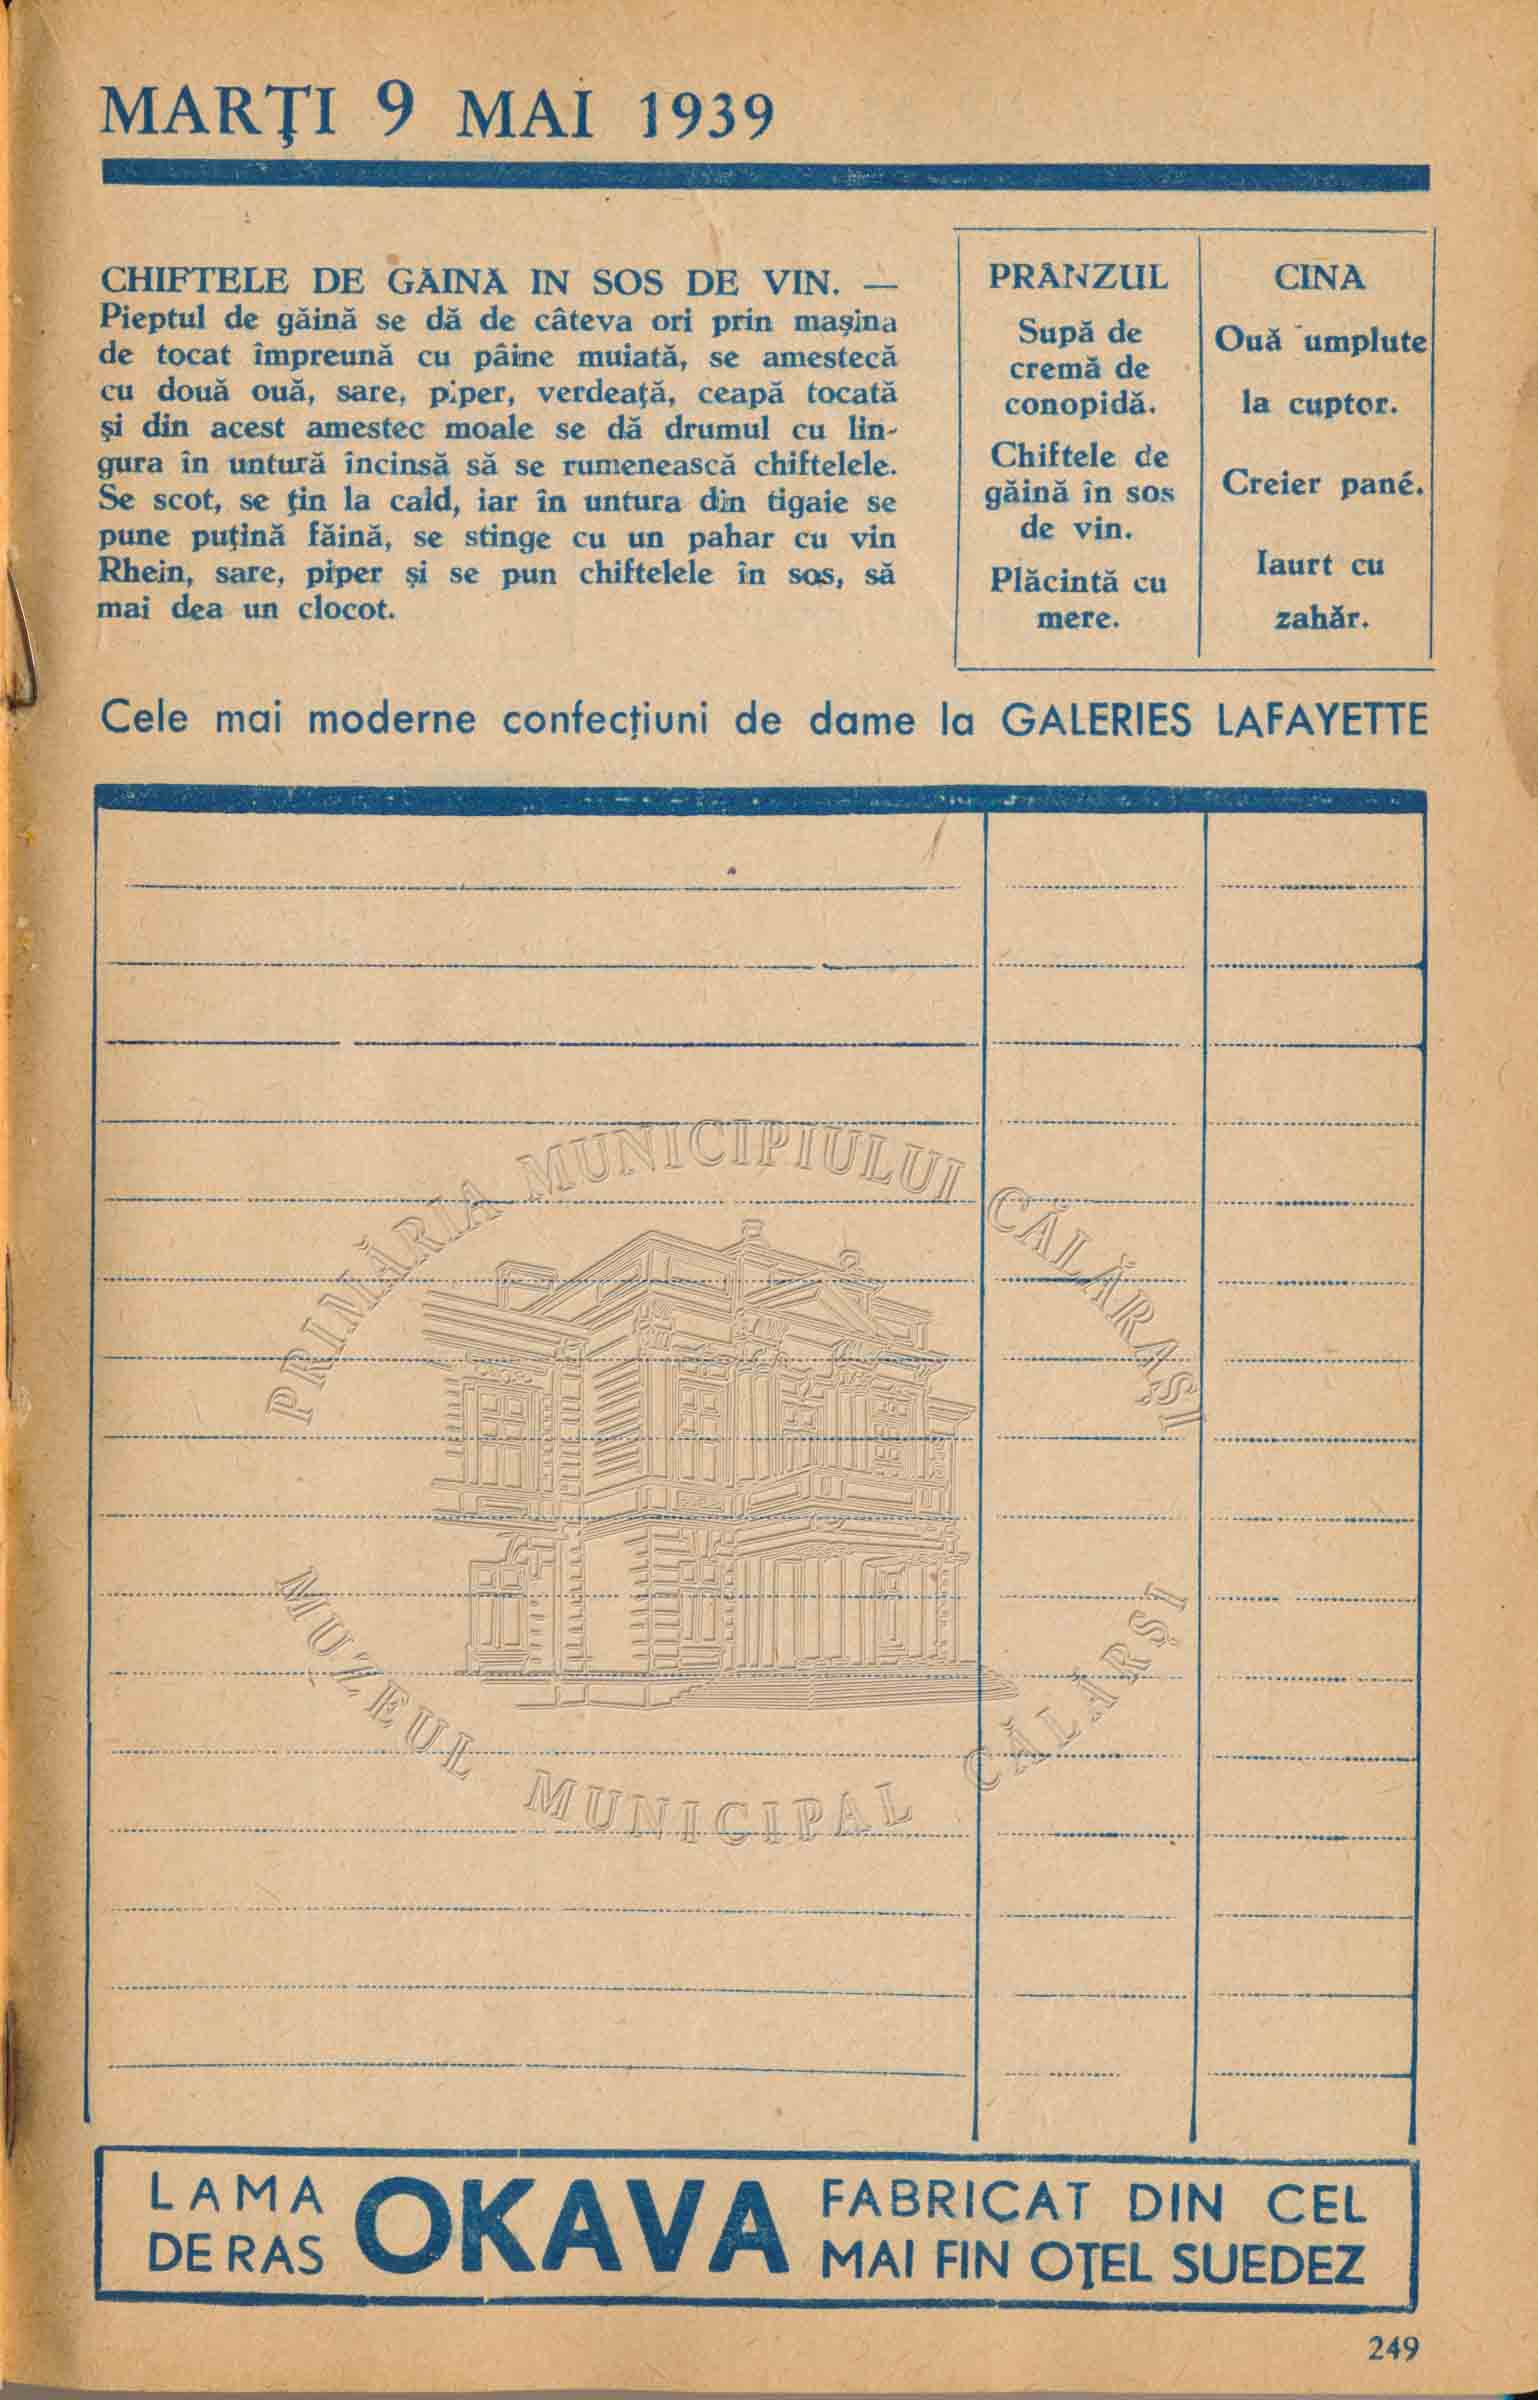 MARŢI 9 MAI 1939
CHIFTELE DE GĂINĂ IN SOS DE VIN. —
Pieptul de găină se dă de câteva ori prin maşina
de tocat împreună cu pâine muiată, se amestecă
cu două ouă, sare, piper, verdeaţă, ceapă tocată
şi din acest amestec moale se dă drumul cu lin-
gura în untură încinsă să se rumenească chiftelele.
Se scot, se ţin la cald, iar în untura din tigaie se
pune puţină făină, se stinge cu un pahar cu vin
Rhein, sare, piper şi se pun chiftelele în sos, să
mai dea un clocot.
PRÂNZUL
Supă de
cremă de
conopidă.
Chiftele de
găină în sos
de vin.
Plăcintă cu
mere.
CINA
Ouă umplute
la cuptor.
Creier pané.
Iaurt cu
zahăr.
Cele mai moderne confecţiuni de dame la GALERIES LAFAYETTE
PRIMĂRIA MUNICIPIULUI CĂLĂRAŞI
MUZEUL MUNICIPAL CĂLĂRŞI
LAMA
DE RAS
OKAVA
FABRICAT DIN CEL
MAI FIN OŢEL SUEDEZ
249